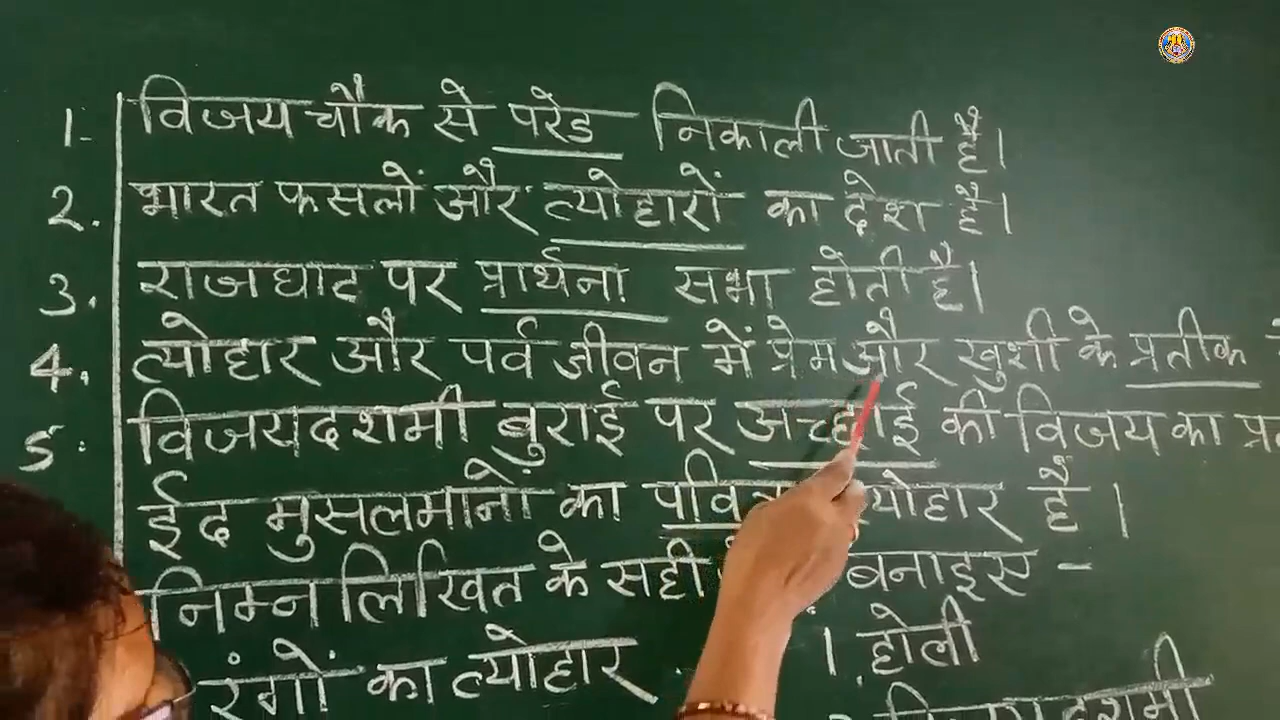 1- विजय चौक से परेड निकाली जाती है।
2. भारत फसलों और त्योहारों का देश है।
3. राजघाट पर प्रार्थना सभा होती है।
4. त्योहार और पर्व जीवन में प्रेम और खुशी के प्रतीक
5. विजयदशमी बुराई पर अच्छाई की विजय का
ईद मुसलमानों का त्योहार है।
निम्न लिखित के सही बनाइए -
रंगों का त्योहार 1. होली
विजयदशमी